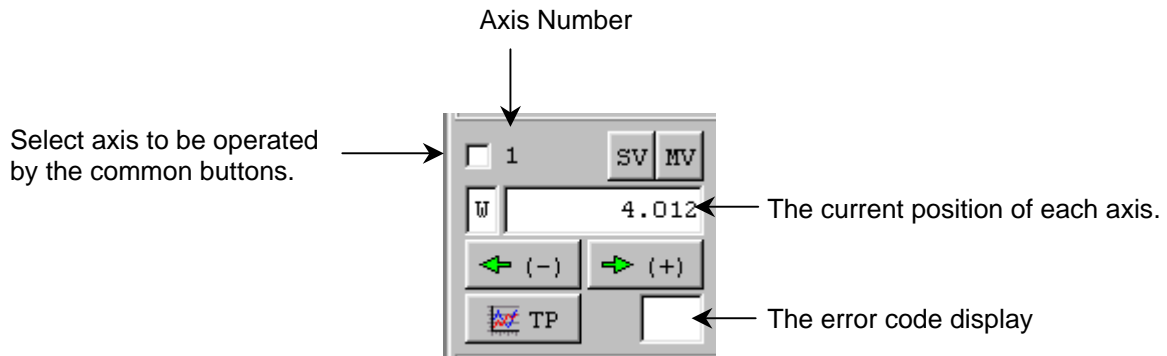 Axis Number
Select axis to be operated
by the common buttons.
1 SV MV
W 4.012
The current position of each axis.
(-) (+)
TP
The error code display